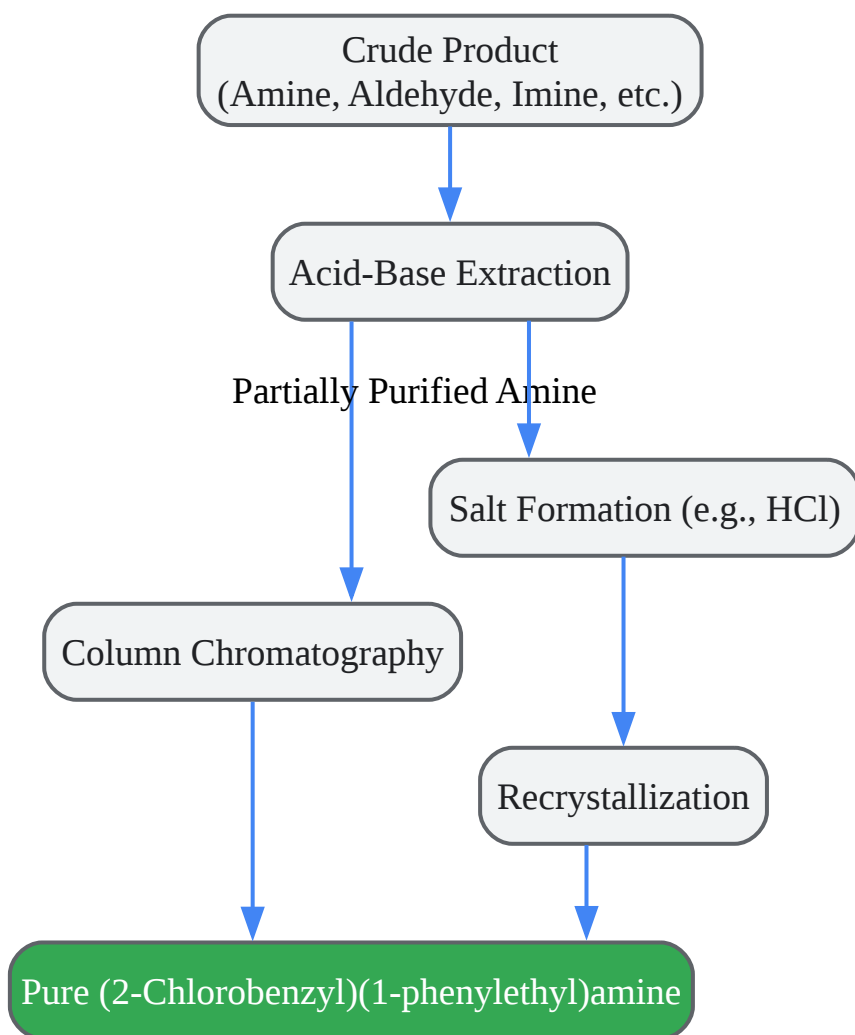 Crude Product
(Amine, Aldehyde, Imine, etc.)
Acid-Base Extraction
Partially Purified Amine
Salt Formation (e.g., HCl)
Column Chromatography
Recrystallization
Pure (2-Chlorobenzyl)(1-phenylethyl)amine